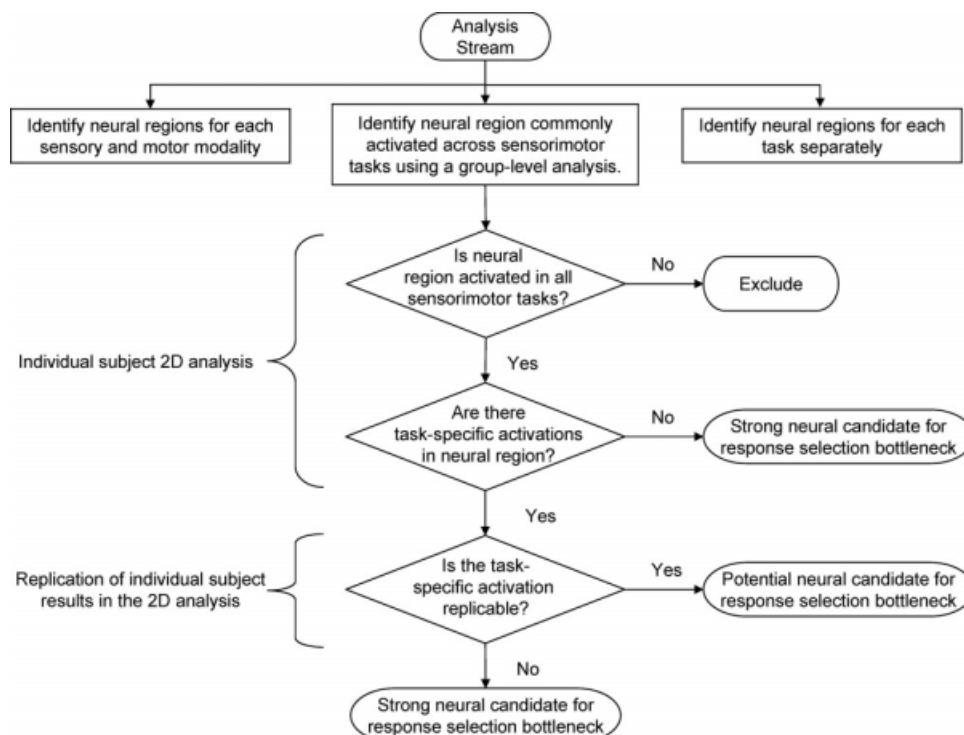 Analysis
Stream
Identify neural regions for each
sensory and motor modality
Identify neural region commonly
activated across sensorimotor
tasks using a group-level analysis.
Identify neural regions for each
task separately
Is neural
region activated in all
sensorimotor tasks?
No
Exclude
Individual subject 2D analysis
Yes
Are there
task-specific activations
in neural region?
No
Strong neural candidate for
response selection bottleneck
Yes
Replication of individual subject
results in the 2D analysis
Is the task-
specific activation
replicable?
Yes
Potential neural candidate for
response selection bottleneck
No
Strong neural candidate for
response selection bottleneck